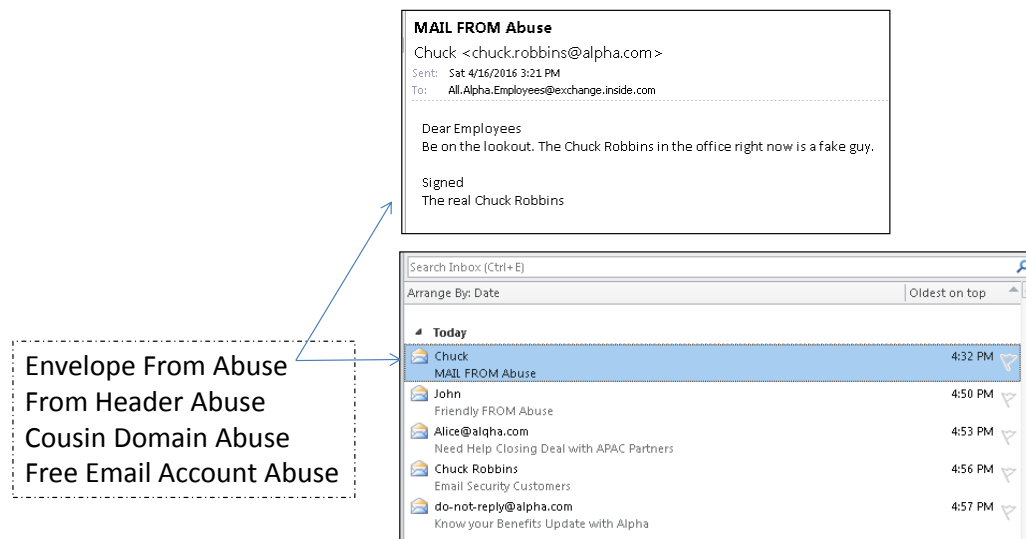 MAIL FROM Abuse
Chuck <chuck.robbins@alpha.com>
Sent: Sat 4/16/2016 3:21 PM
To: All.Alpha.Employees@exchange.inside.com
Dear Employees
Be on the lookout. The Chuck Robbins in the office right now is a fake guy.
Signed
The real Chuck Robbins
Search Inbox (Ctrl+E)
Arrange By: Date Oldest on top
Today
Chuck 4:32 PM
MAIL FROM Abuse
John 4:50 PM
Friendly FROM Abuse
Alice@alqha.com 4:53 PM
Need Help Closing Deal with APAC Partners
Chuck Robbins 4:56 PM
Email Security Customers
do-not-reply@alpha.com 4:57 PM
Know your Benefits Update with Alpha
Envelope From Abuse
From Header Abuse
Cousin Domain Abuse
Free Email Account Abuse